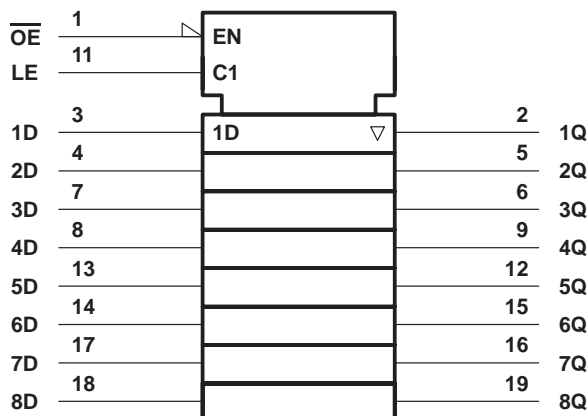 1
OE EN
11
LE C1
3 2
1D 1D 1Q
4 5
2D 2Q
7 6
3D 3Q
8 9
4D 4Q
13 12
5D 5Q
14 15
6D 6Q
17 16
7D 7Q
18 19
8D 8Q